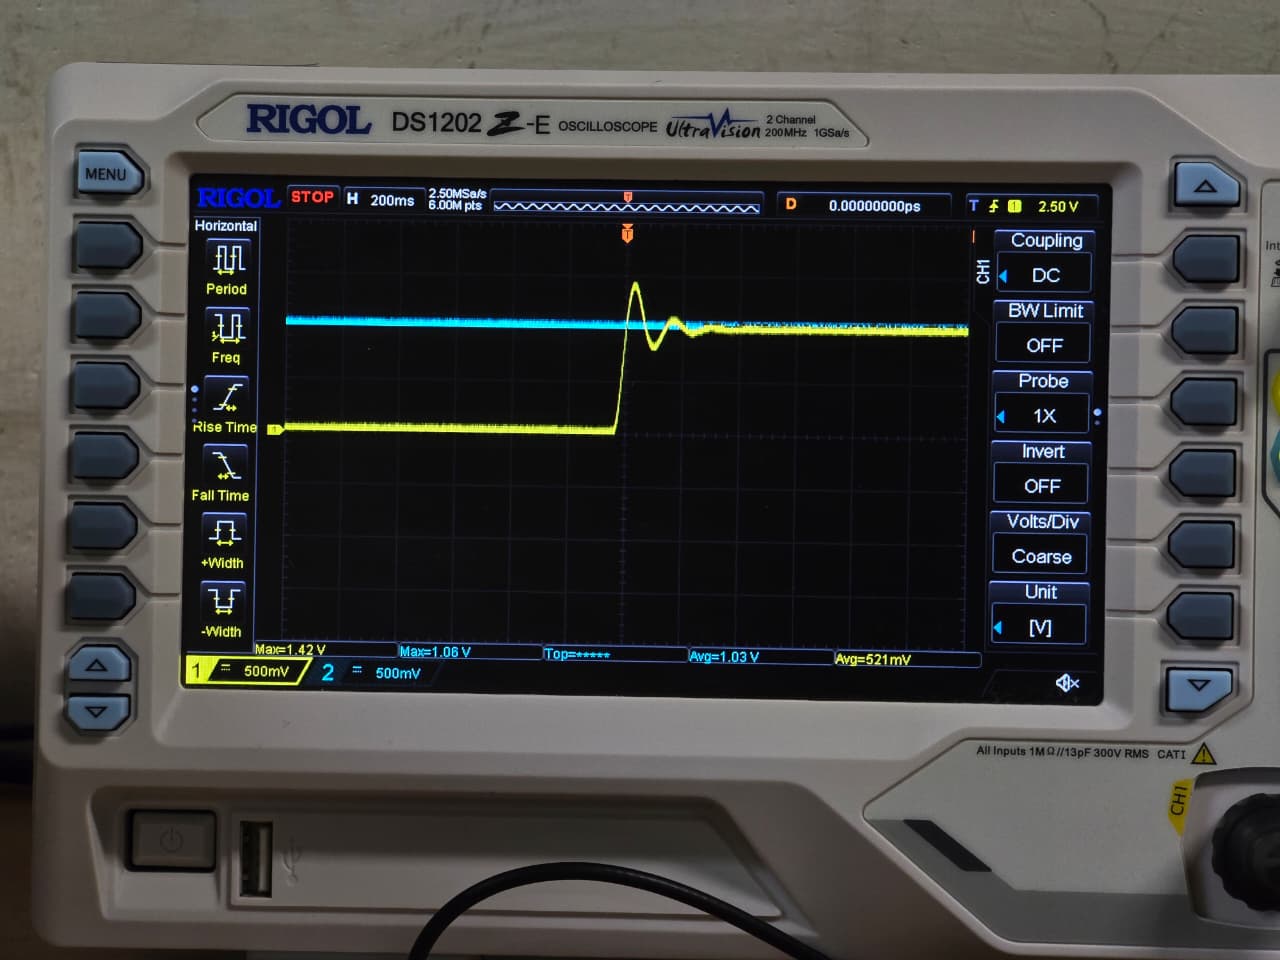 RIGOL DS1202 Z-E OSCILLOSCOPE UltraVision 2 Channel
200MHz 1GSa/s
MENU
RIGOL STOP H 200ms 2.50MSa/s
6.00M pts
D 0.00000000ps T 1 2.50 V
T
T
Horizontal
Period
Freq
Rise Time
Fall Time
+Width
-Width
1
CH1
Coupling
DC
BW Limit
OFF
Probe
1X
Invert
OFF
Volts/Div
Coarse
Unit
[V]
Max=1.42 V Max=1.06 V Top=***** Avg=1.03 V Avg=521mV
1 500mV 2 500mV
All Inputs 1MΩ//13pF 300V RMS CATI
CH1